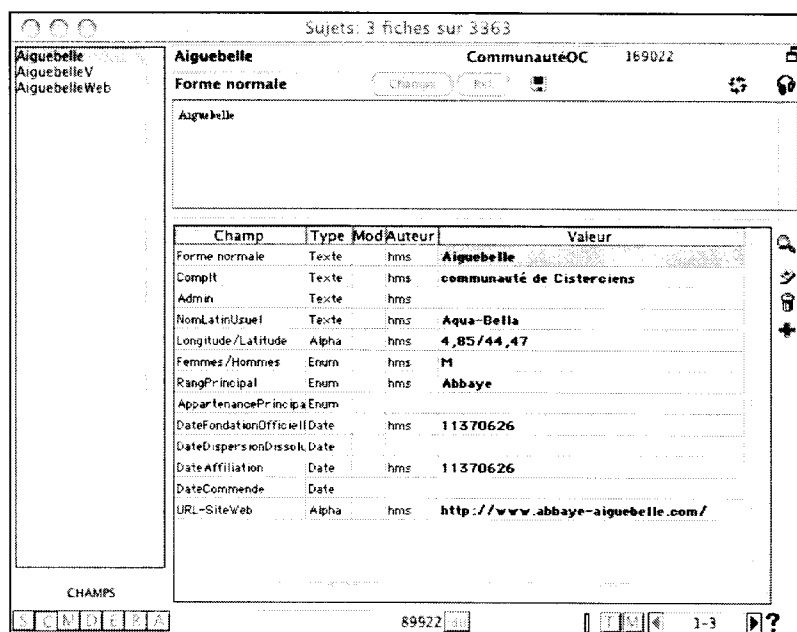 Sujets: 3 fiches sur 3363
Aiguebelle
AiguebelleV
AiguebelleWeb
Aiguebelle CommunautéOC 169022
Forme normale Champs Rel.
Aiguebelle
Champ Type Mod Auteur Valeur
Forme normale Texte hms Aiguebelle
Complt Texte hms communauté de Cisterciens
Admin Texte hms
NomLatinUsuel Texte hms Aqua-Bella
Longitude/Latitude Alpha hms 4,85/44,47
Femmes/Hommes Enum hms M
RangPrincipal Enum hms Abbaye
AppartenancePrincipa Enum
DateFondationOfficiell Date hms 11370626
DateDispersionDissolu Date
DateAffiliation Date hms 11370626
DateCommende Date
URL-SiteWeb Alpha hms http://www.abbaye-aiguebelle.com/
CHAMPS
S C M D E R A 89922 T M 1-3 ?